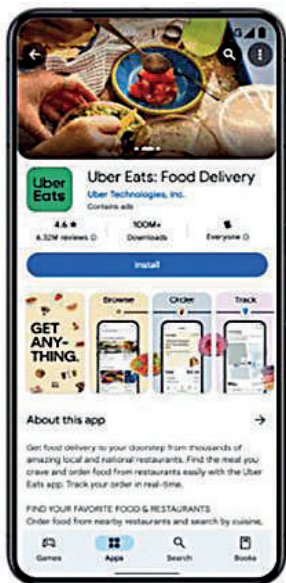 Uber Eats
Uber Eats: Food Delivery
Uber Technologies, Inc.
Contains ads
4.6★ 100M+
6.32M reviews Downloads Everyone
Install
GET ANY-THING.
Browse Order Track
About this app →
Get food delivery to your doorstep from thousands of
amazing local and national restaurants. Find the meal you
crave and order food from restaurants easily with the Uber
Eats app. Track your order in real-time.
FIND YOUR FAVORITE FOOD & RESTAURANTS
Order food from nearby restaurants and search by cuisine,
Games Apps Search Books